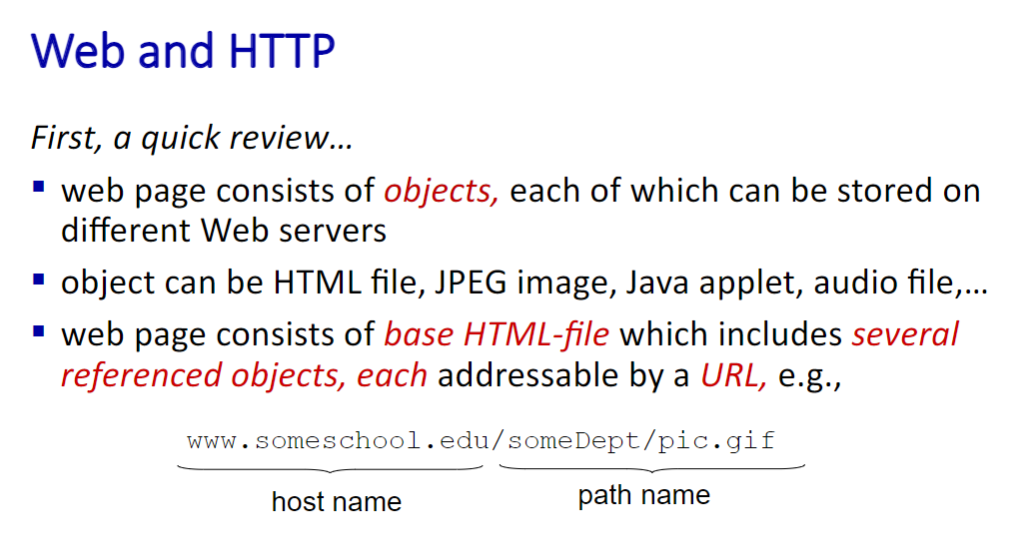 Web and HTTP
First, a quick review…
▪ web page consists of objects, each of which can be stored on
different Web servers
▪ object can be HTML file, JPEG image, Java applet, audio file,…
▪ web page consists of base HTML-file which includes several
referenced objects, each addressable by a URL, e.g.,
www.someschool.edu/someDept/pic.gif
host name
path name